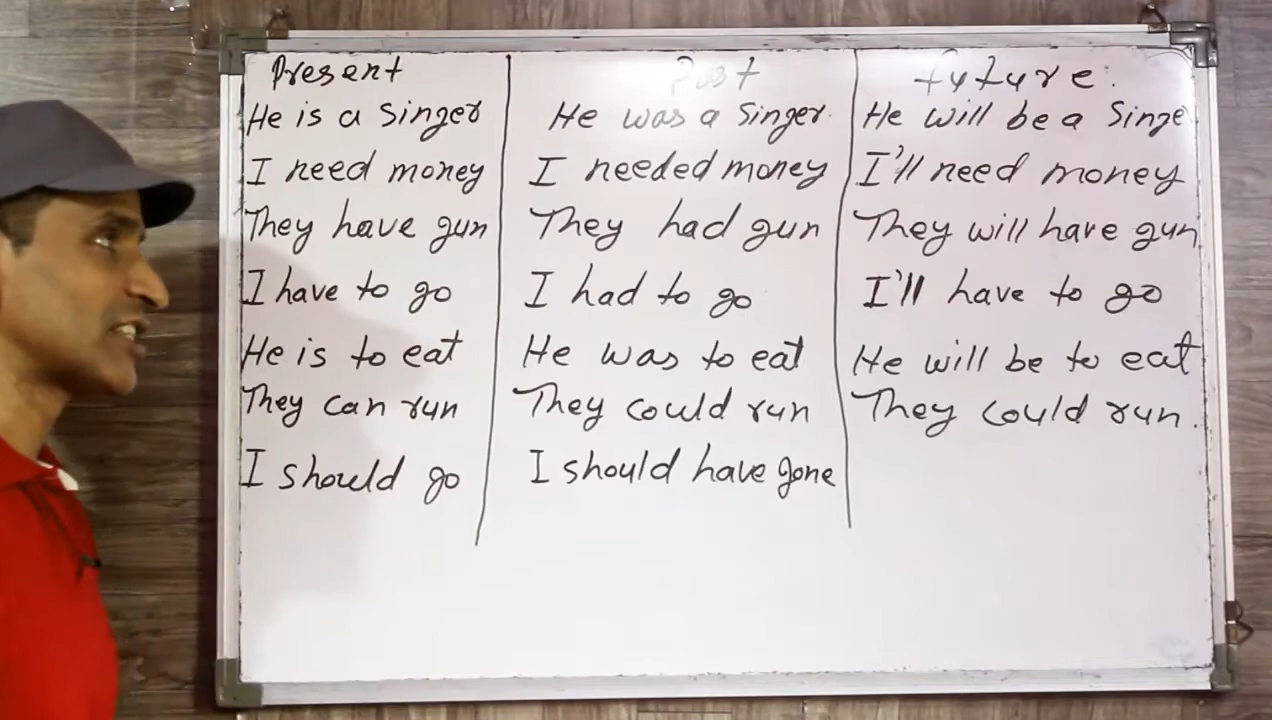 Present Past future:
He is a Singer He was a Singer. He will be a Singe
I need money I needed money I'll need money
They have gun They had gun They will have gun
I have to go I had to go I'll have to go
He is to eat He was to eat He will be to eat
They can run They could run They could run.
I should go I should have gone